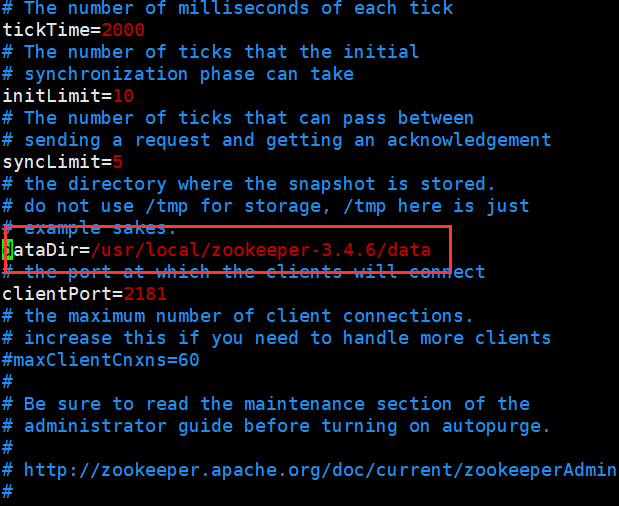 # The number of milliseconds of each tick
tickTime=2000
# The number of ticks that the initial
# synchronization phase can take
initLimit=10
# The number of ticks that can pass between
# sending a request and getting an acknowledgement
syncLimit=5
# the directory where the snapshot is stored.
# do not use /tmp for storage, /tmp here is just
# example sakes.
dataDir=/usr/local/zookeeper-3.4.6/data
# the port at which the clients will connect
clientPort=2181
# the maximum number of client connections.
# increase this if you need to handle more clients
#maxClientCnxns=60
#
# Be sure to read the maintenance section of the
# administrator guide before turning on autopurge.
#
# http://zookeeper.apache.org/doc/current/zookeeperAdmin
#